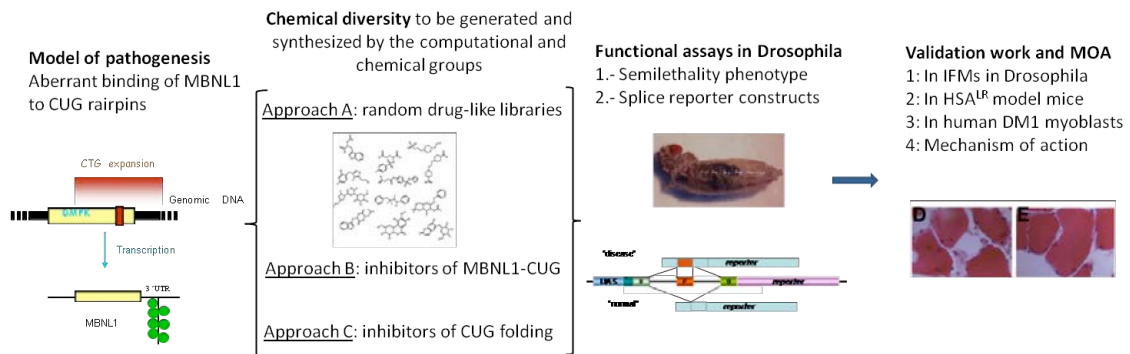 Model of pathogenesis
Aberrant binding of MBNL1
to CUG rairpins
CTG expansion
Genomic DNA
DMPK
Transcription
3 'UTR
MBNL1
Chemical diversity to be generated and
synthesized by the computational and
chemical groups
Approach A: random drug-like libraries
Approach B: inhibitors of MBNL1-CUG
Approach C: inhibitors of CUG folding
Functional assays in Drosophila
1.- Semilethality phenotype
2.- Splice reporter constructs
"disease"
reporter
UAS
reporter
"normal"
reporter
Validation work and MOA
1: In IFMs in Drosophila
2: In HSA^LR model mice
3: In human DM1 myoblasts
4: Mechanism of action
D
E